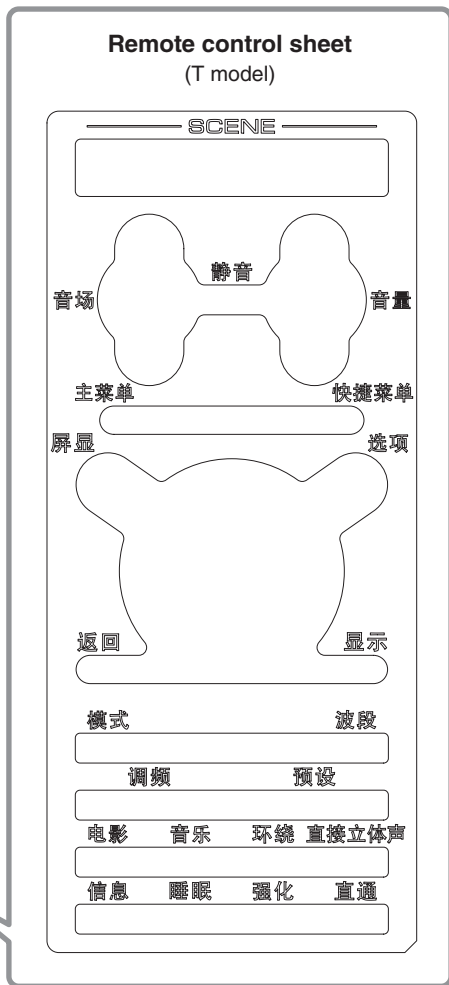 Remote control sheet
(T model)
SCENE
静音
音场 音量
主菜单 快捷菜单
屏显 选项
返回 显示
模式 波段
调频 预设
电影 音乐 环绕 直接立体声
信息 睡眠 强化 直通